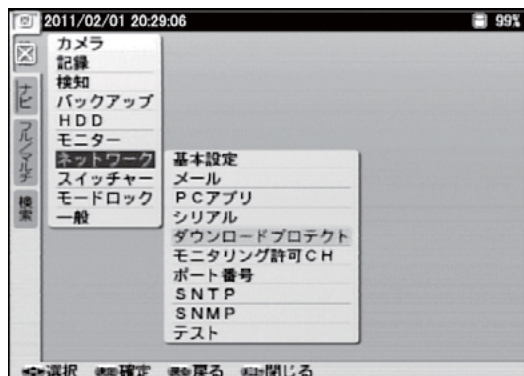 2011/02/01 20:29:06
99%
カメラ
記録
検知
バックアップ
HDD
モニター
ネットワーク
スイッチャー
モードロック
一般
ナビ
フル/マルチ
検索
基本設定
メール
PCアプリ
シリアル
ダウンロードプロテクト
モニタリング許可CH
ポート番号
SNTP
SNMP
テスト
選択 確定 戻る 閉じる